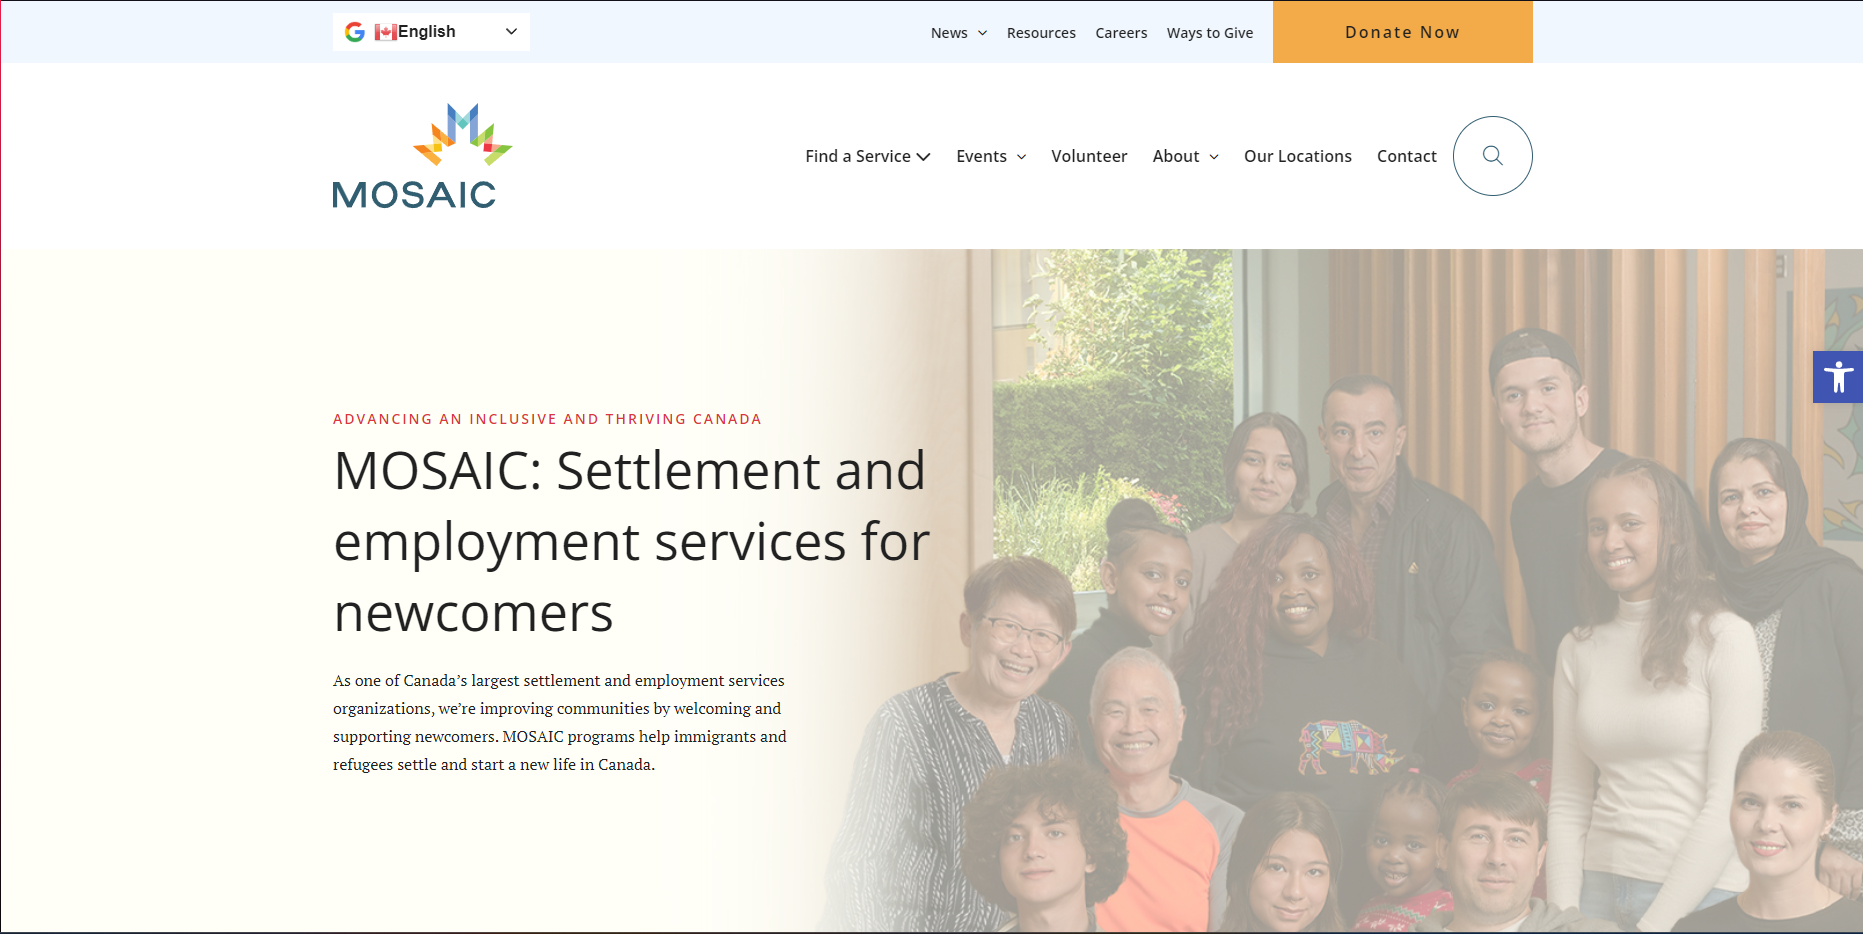 English
News
Resources
Careers
Ways to Give
Donate Now
MOSAIC
Find a Service
Events
Volunteer
About
Our Locations
Contact
ADVANCING AN INCLUSIVE AND THRIVING CANADA
MOSAIC: Settlement and
employment services for
newcomers
As one of Canada’s largest settlement and employment services
organizations, we’re improving communities by welcoming and
supporting newcomers. MOSAIC programs help immigrants and
refugees settle and start a new life in Canada.